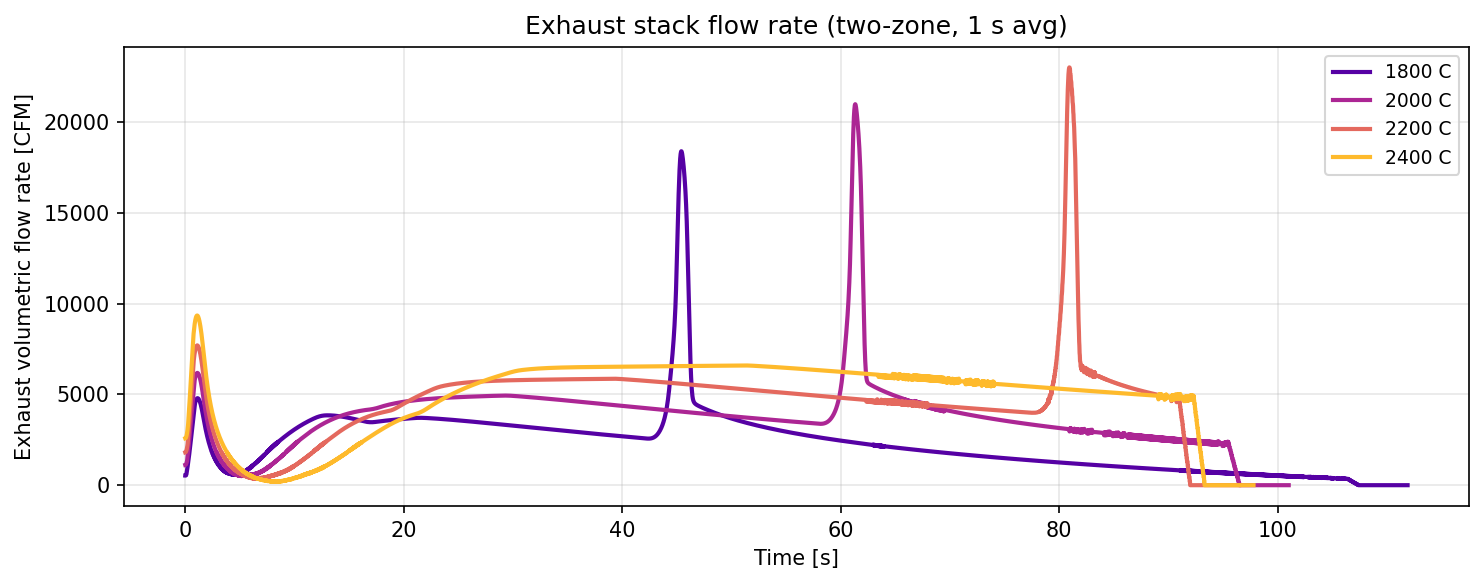 Exhaust stack flow rate (two-zone, 1 s avg)
Exhaust volumetric flow rate [CFM]
20000
15000
10000
5000
0
1800 C
2000 C
2200 C
2400 C
0 20 40 60 80 100
Time [s]